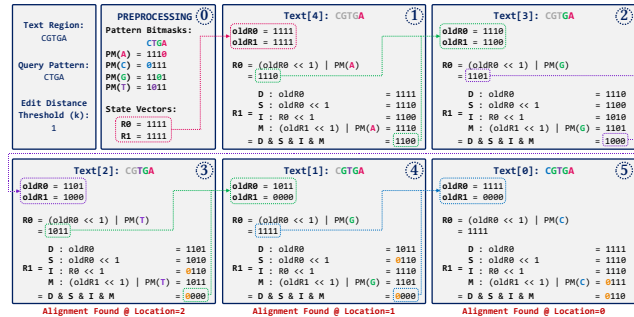 Text Region:
CGTGA
Query Pattern:
CTGA
Edit Distance
Threshold (k):
1
PREPROCESSING 0
Pattern Bitmasks:
CTGA
PM(A) = 1110
PM(C) = 0111
PM(G) = 1101
PM(T) = 1011
State Vectors:
R0 = 1111
R1 = 1111
Text[4]: CGTGA 1
oldR0 = 1111
oldR1 = 1111
R0 = (oldR0 << 1) | PM(A)
= 1110
R1 =
D : oldR0 = 1111
S : oldR0 << 1 = 1110
I : R0 << 1 = 1100
M : (oldR1 << 1) | PM(A) = 1110
= D & S & I & M = 1100
Text[3]: CGTGA 2
oldR0 = 1110
oldR1 = 1100
R0 = (oldR0 << 1) | PM(G)
= 1101
R1 =
D : oldR0 = 1110
S : oldR0 << 1 = 1100
I : R0 << 1 = 1010
M : (oldR1 << 1) | PM(G) = 1101
= D & S & I & M = 1000
Text[2]: CGTGA 3
oldR0 = 1101
oldR1 = 1000
R0 = (oldR0 << 1) | PM(T)
= 1011
R1 =
D : oldR0 = 1101
S : oldR0 << 1 = 1010
I : R0 << 1 = 0110
M : (oldR1 << 1) | PM(T) = 1011
= D & S & I & M = 0000
Alignment Found @ Location=2
Text[1]: CGTGA 4
oldR0 = 1011
oldR1 = 0000
R0 = (oldR0 << 1) | PM(G)
= 1111
R1 =
D : oldR0 = 1011
S : oldR0 << 1 = 0110
I : R0 << 1 = 1110
M : (oldR1 << 1) | PM(G) = 1101
= D & S & I & M = 0000
Alignment Found @ Location=1
Text[0]: CGTGA 5
oldR0 = 1111
oldR1 = 0000
R0 = (oldR0 << 1) | PM(C)
= 1111
R1 =
D : oldR0 = 1111
S : oldR0 << 1 = 1110
I : R0 << 1 = 1110
M : (oldR1 << 1) | PM(C) = 0111
= D & S & I & M = 0110
Alignment Found @ Location=0